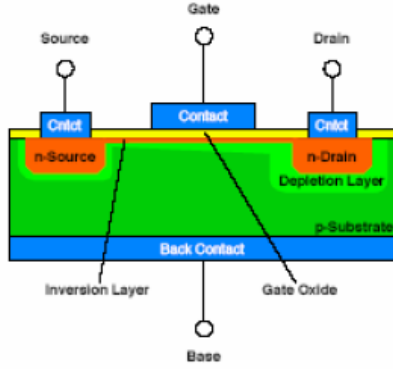 Gate
Source
Drain
Contact
Cntct
Cntct
n-Source
n-Drain
Depletion Layer
p-Substrate
Back Contact
Inversion Layer
Gate Oxide
Base